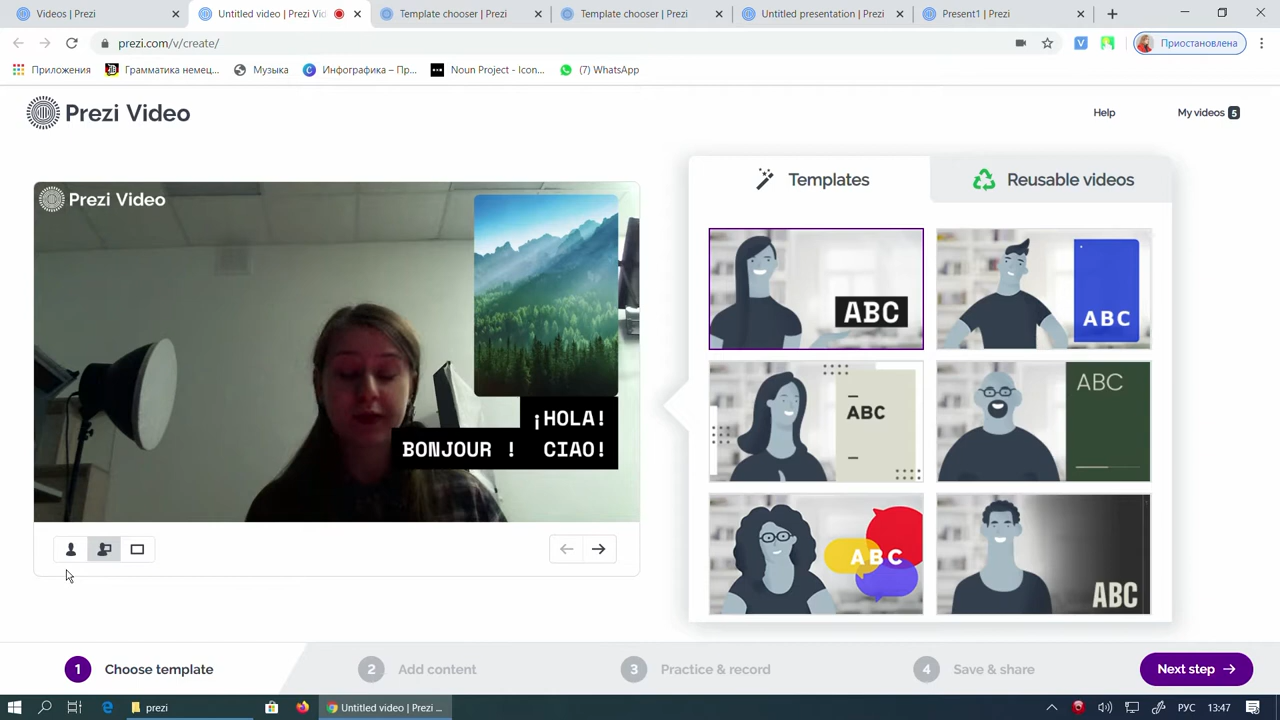 Videos | Prezi
Untitled video | Prezi Vid
Template chooser | Prezi
Template chooser | Prezi
Untitled presentation | Prezi
Present1 | Prezi
prezi.com/v/create/
Приостановлена
Приложения
Грамматика немец...
Музыка
Инфографика – Пр...
Noun Project - Icon...
(7) WhatsApp
Prezi Video
Help
My videos 5
Templates
Reusable videos
Prezi Video
¡HOLA!
BONJOUR ! CIAO!
ABC
ABC
ABC
ABC
ABC
ABC
1 Choose template
2 Add content
3 Practice & record
4 Save & share
Next step
prezi
Untitled video | Prezi ...
РУС
13:47